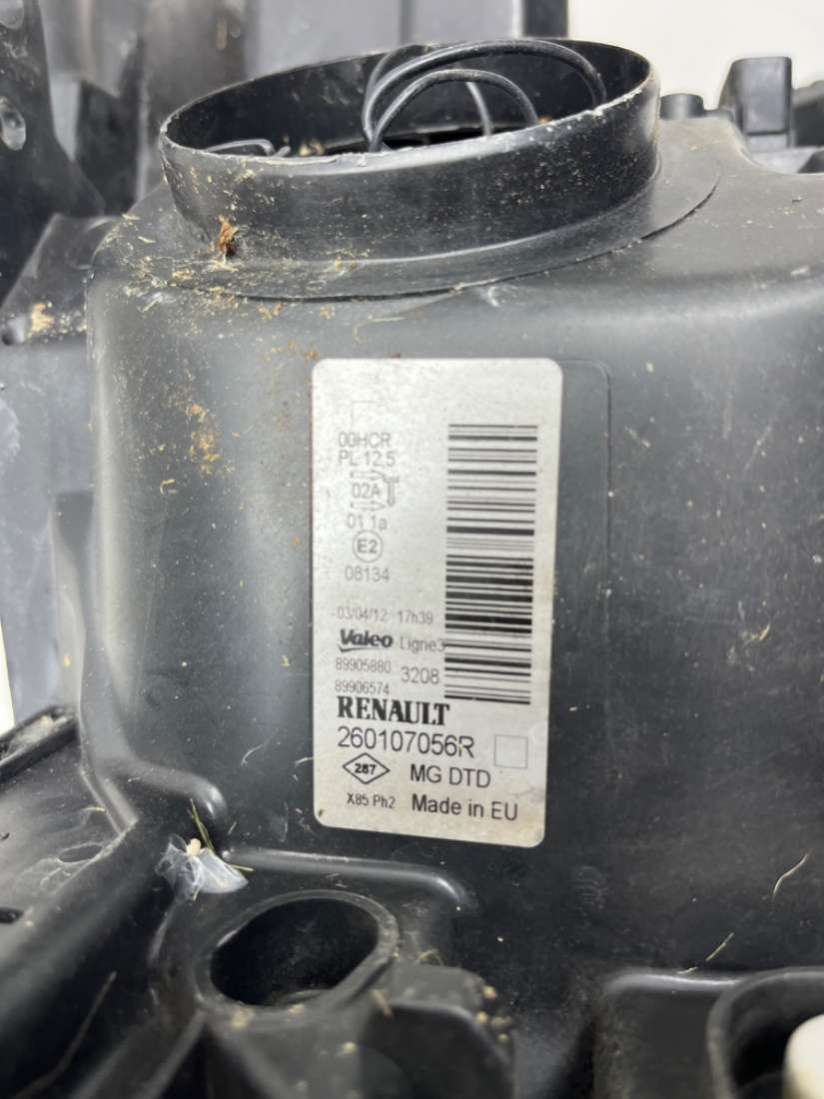 00HCR
PL 12,5
02A
01 1a
E2
08134
03/04/12 17h39
Valeo Ligne3
89905880
3208
89906574
RENAULT
260107056R
287 MG DTD
X85 Ph2 Made in EU